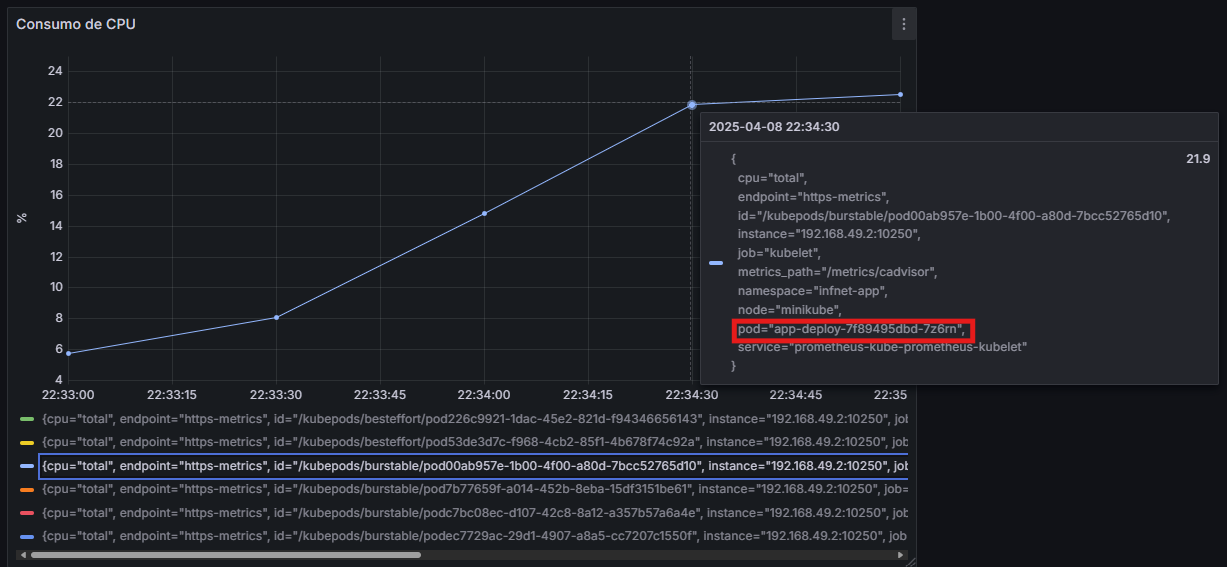 Consumo de CPU
24
22
20
18
16
14
12
10
8
6
4
%
22:33:00 22:33:15 22:33:30 22:33:45 22:34:00 22:34:15 22:34:30 22:34:45 22:35
2025-04-08 22:34:30
{ 21.9
cpu="total",
endpoint="https-metrics",
id="/kubepods/burstable/pod00ab957e-1b00-4f00-a80d-7bcc52765d10",
instance="192.168.49.2:10250",
job="kubelet",
metrics_path="/metrics/cadvisor",
namespace="infnet-app",
node="minikube",
pod="app-deploy-7f89495dbd-7z6rn",
service="prometheus-kube-prometheus-kubelet"
}
{cpu="total", endpoint="https-metrics", id="/kubepods/besteffort/pod226c9921-1dac-45e2-821d-f94346656143", instance="192.168.49.2:10250", job
{cpu="total", endpoint="https-metrics", id="/kubepods/besteffort/pod53de3d7c-f968-4cb2-85f1-4b678f74c92a", instance="192.168.49.2:10250", job
{cpu="total", endpoint="https-metrics", id="/kubepods/burstable/pod00ab957e-1b00-4f00-a80d-7bcc52765d10", instance="192.168.49.2:10250", job
{cpu="total", endpoint="https-metrics", id="/kubepods/burstable/pod7b77659f-a014-452b-8eba-15df3151be61", instance="192.168.49.2:10250", job=
{cpu="total", endpoint="https-metrics", id="/kubepods/burstable/podc7bc08ec-d107-42c8-8a12-a357b57a6a4e", instance="192.168.49.2:10250", job
{cpu="total", endpoint="https-metrics", id="/kubepods/burstable/podec7729ac-29d1-4907-a8a5-cc7207c1550f", instance="192.168.49.2:10250", job